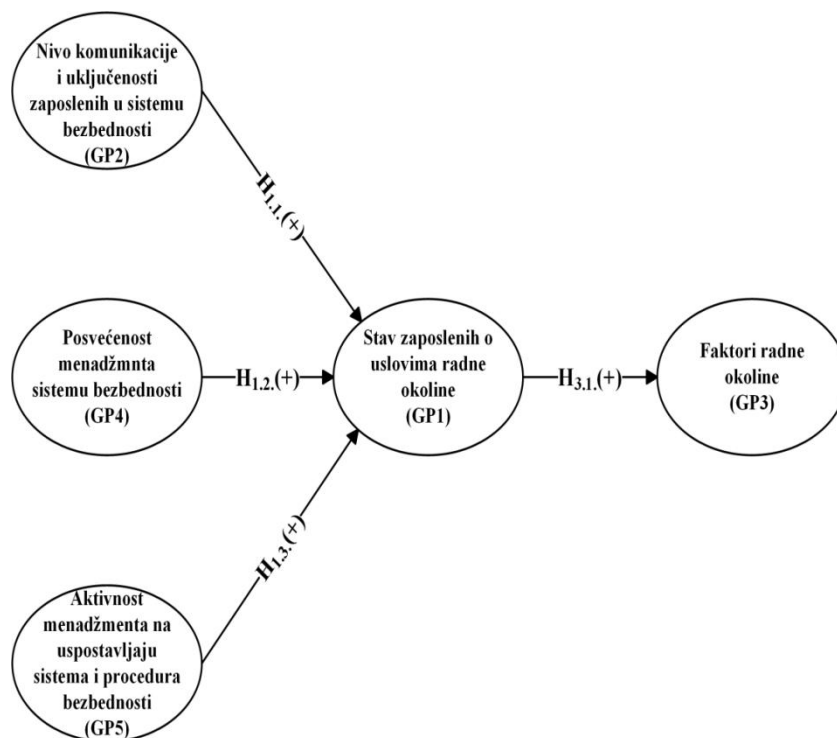 Nivo komunikacije
i uključenosti
zaposlenih u sistemu
bezbednosti
(GP2)
H1.1.(+)
Posvećenost
menadžmnta
sistemu bezbednosti
(GP4)
H1.2.(+)
Stav zaposlenih o
uslovima radne
okoline
(GP1)
H3.1.(+)
Faktori radne
okoline
(GP3)
H1.3.(+)
Aktivnost
menadžmenta na
uspostavljaju
sistema i procedura
bezbednosti
(GP5)